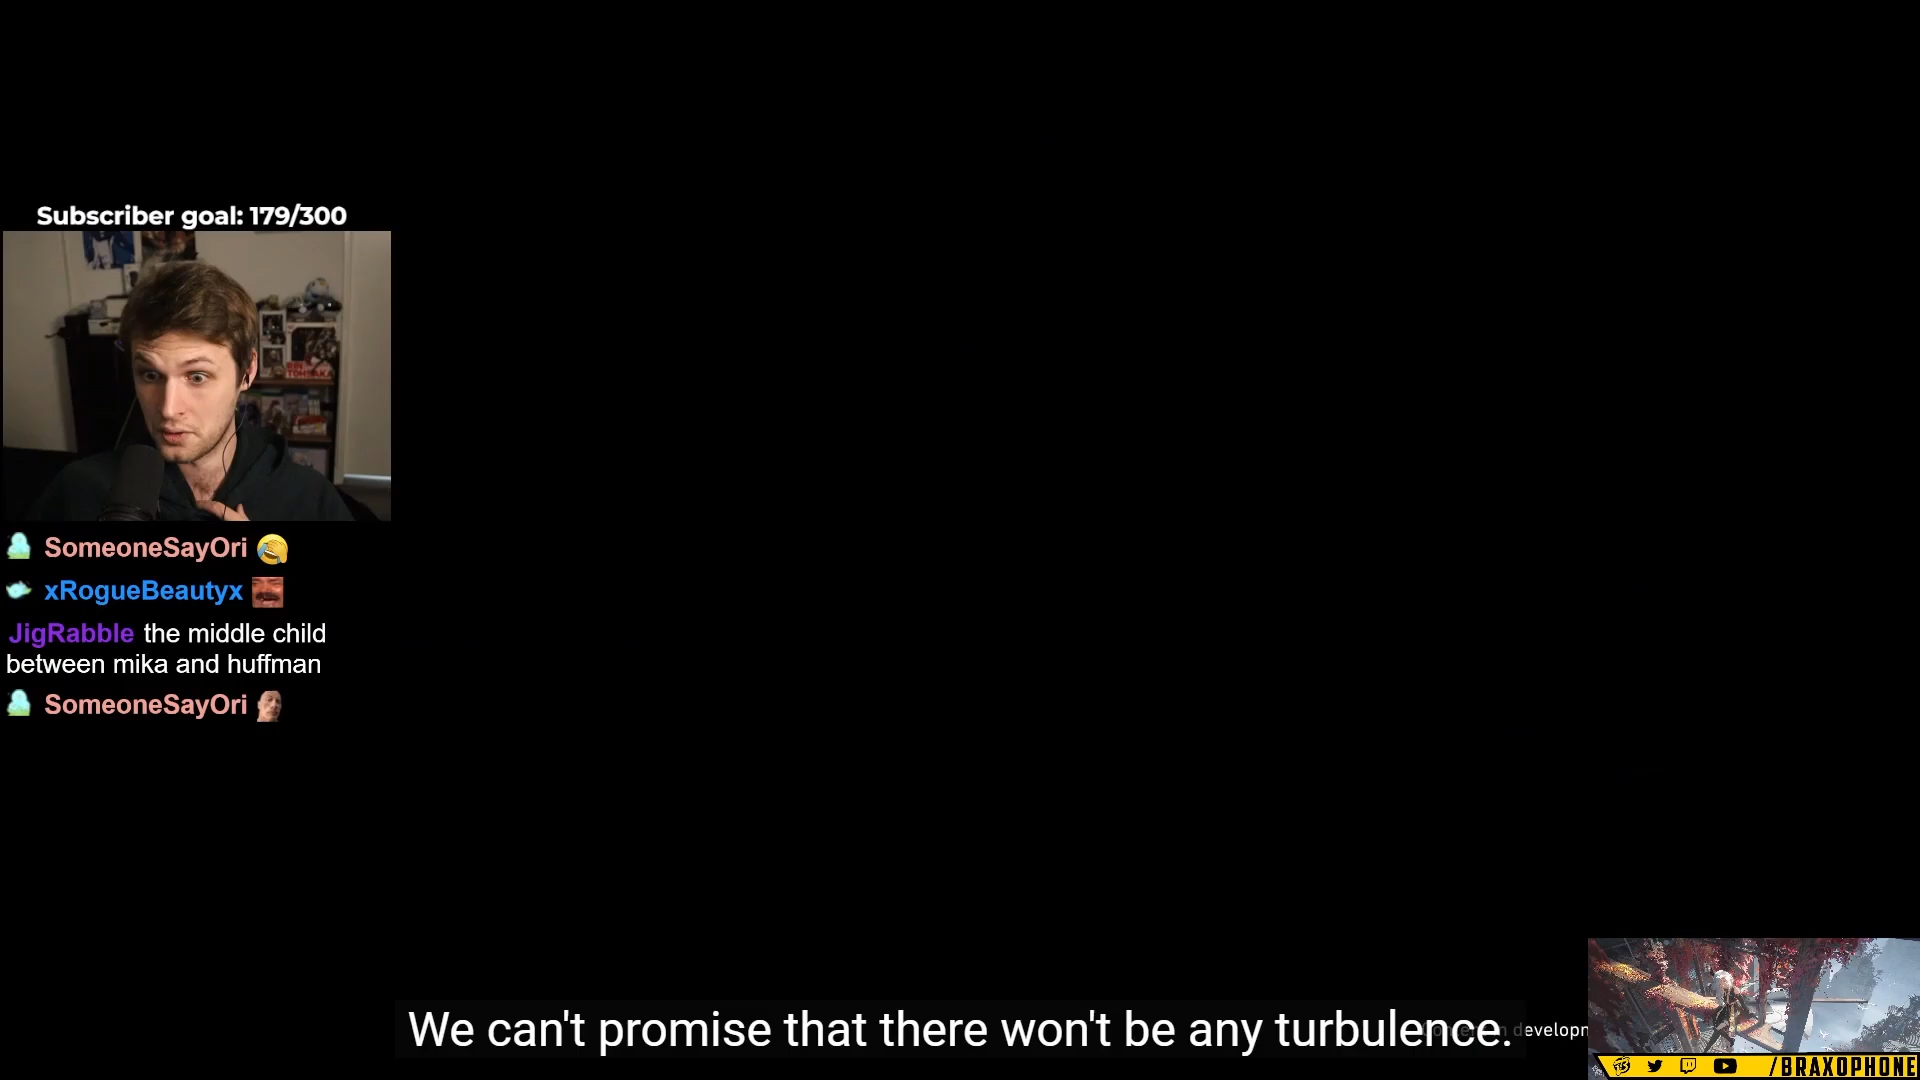 Subscriber goal: 179/300
SomeoneSayOri
xRogueBeautyx
JigRabble the middle child
between mika and huffman
SomeoneSayOri
We can't promise that there won't be any turbulence.
developm
/BRAXOPHONE